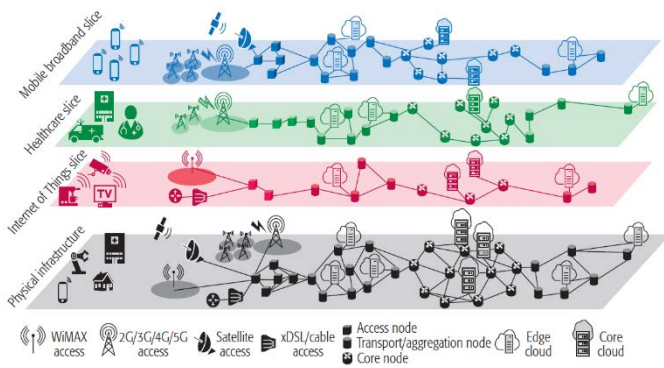 Mobile broadband slice
Healthcare slice
Internet of Things slice
TV
Physical infrastructure
WiMAX
access
2G/3G/4G/5G
access
Satellite
access
xDSL/cable
access
Access node
Transport/aggregation node
Core node
Edge
cloud
Core
cloud